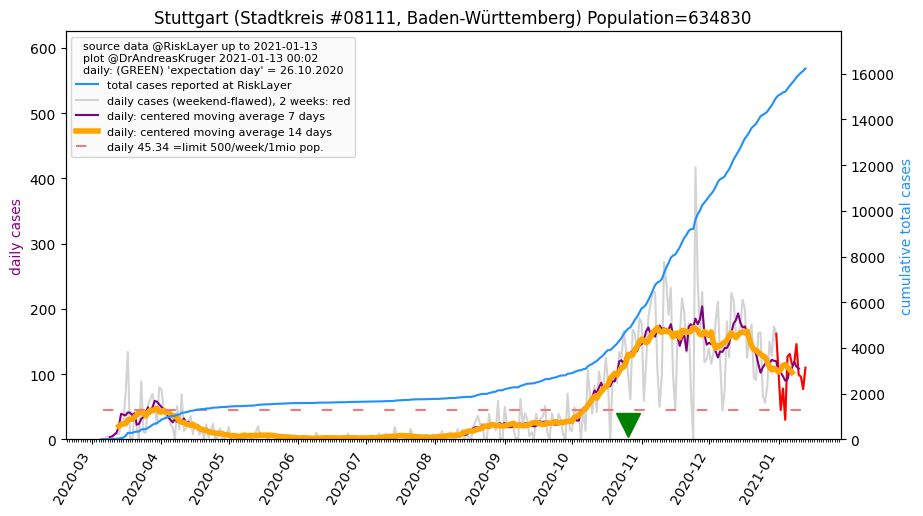 Stuttgart (Stadtkreis #08111, Baden-Württemberg) Population=634830
source data @RiskLayer up to 2021-01-13
plot @DrAndreasKruger 2021-01-13 00:02
daily: (GREEN) 'expectation day' = 26.10.2020
total cases reported at RiskLayer
daily cases (weekend-flawed), 2 weeks: red
daily: centered moving average 7 days
daily: centered moving average 14 days
daily 45.34 =limit 500/week/1mio pop.
daily cases
600
500
400
300
200
100
0
cumulative total cases
16000
14000
12000
10000
8000
6000
4000
2000
0
2020-03
2020-04
2020-05
2020-06
2020-07
2020-08
2020-09
2020-10
2020-11
2020-12
2021-01